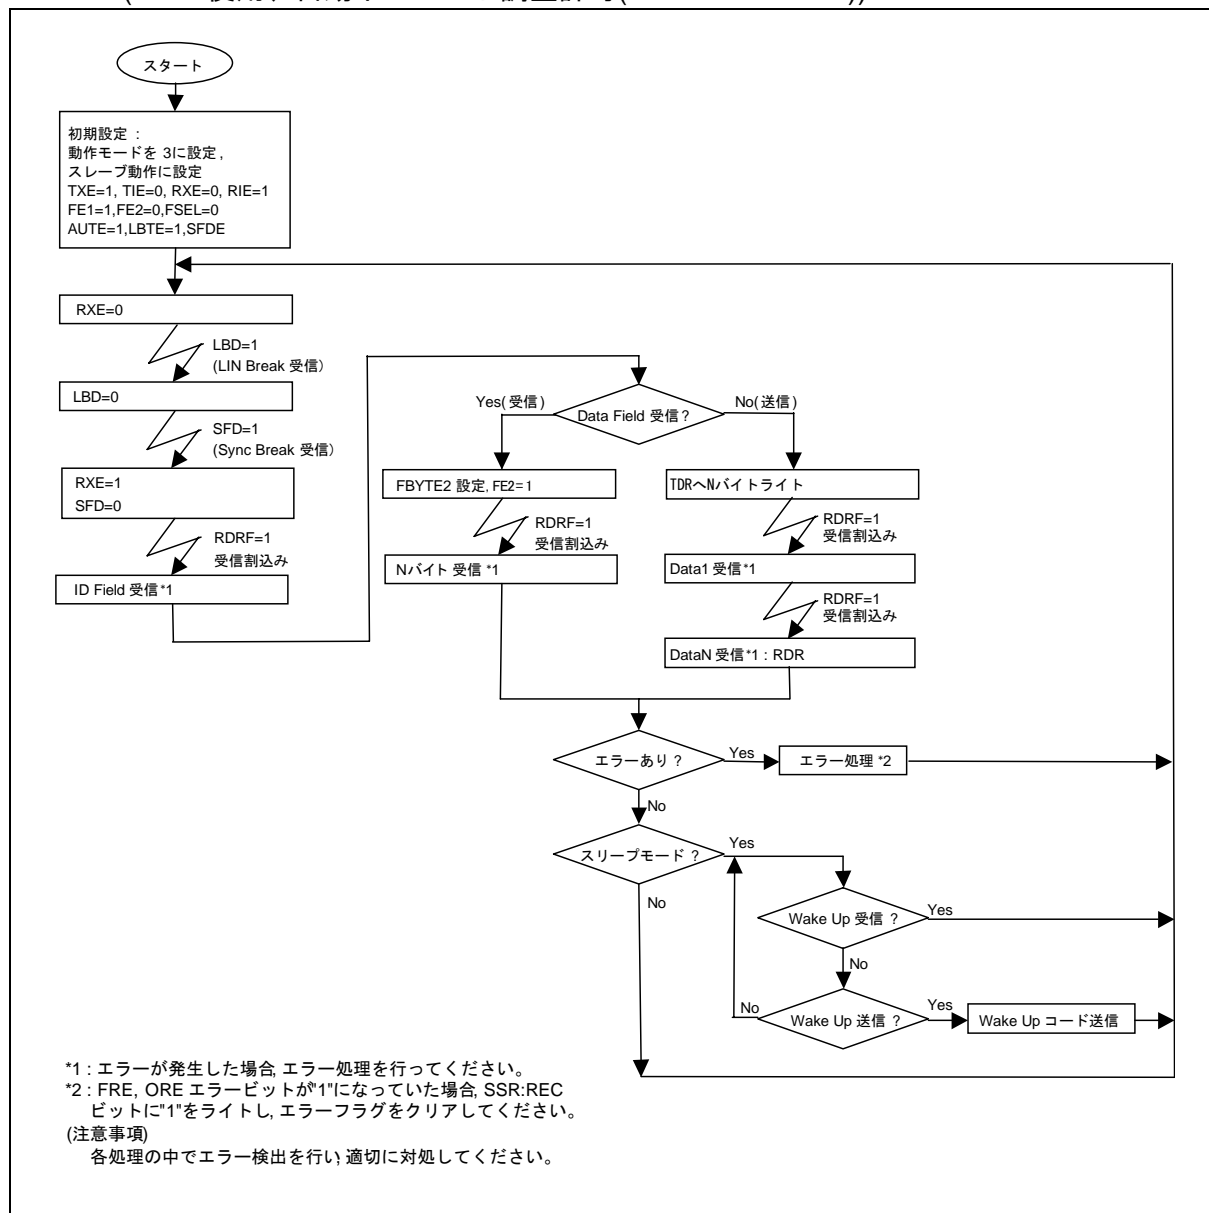 スタート
初期設定 :
動作モードを 3に設定 ,
スレーブ動作に設定
TXE=1, TIE=0, RXE=0, RIE=1
FE1=1,FE2=0,FSEL=0
AUTE=1,LBTE=1,SFDE
RXE=0
LBD=1
(LIN Break 受信)
LBD=0
SFD=1
(Sync Break 受信)
RXE=1
SFD=0
RDRF=1
受信割込み
ID Field 受信*1
Data Field 受信 ?
Yes(受信)
No(送信)
FBYTE2 設定, FE2=1
RDRF=1
受信割込み
Nバイト 受信 *1
TDRへNバイトライト
RDRF=1
受信割込み
Data1 受信*1
RDRF=1
受信割込み
DataN 受信*1 : RDR
エラーあり ?
Yes
エラー処理 *2
No
スリープモード ?
Yes
No
Wake Up 受信 ?
Yes
No
Wake Up 送信 ?
No
Yes
Wake Up コード送信
*1 : エラーが発生した場合, エラー処理を行ってください。
*2 : FRE, ORE エラービットが"1"になっていた場合, SSR:REC
ビットに"1"をライトし, エラーフラグをクリアしてください。
(注意事項)
各処理の中でエラー検出を行い, 適切に対処してください。